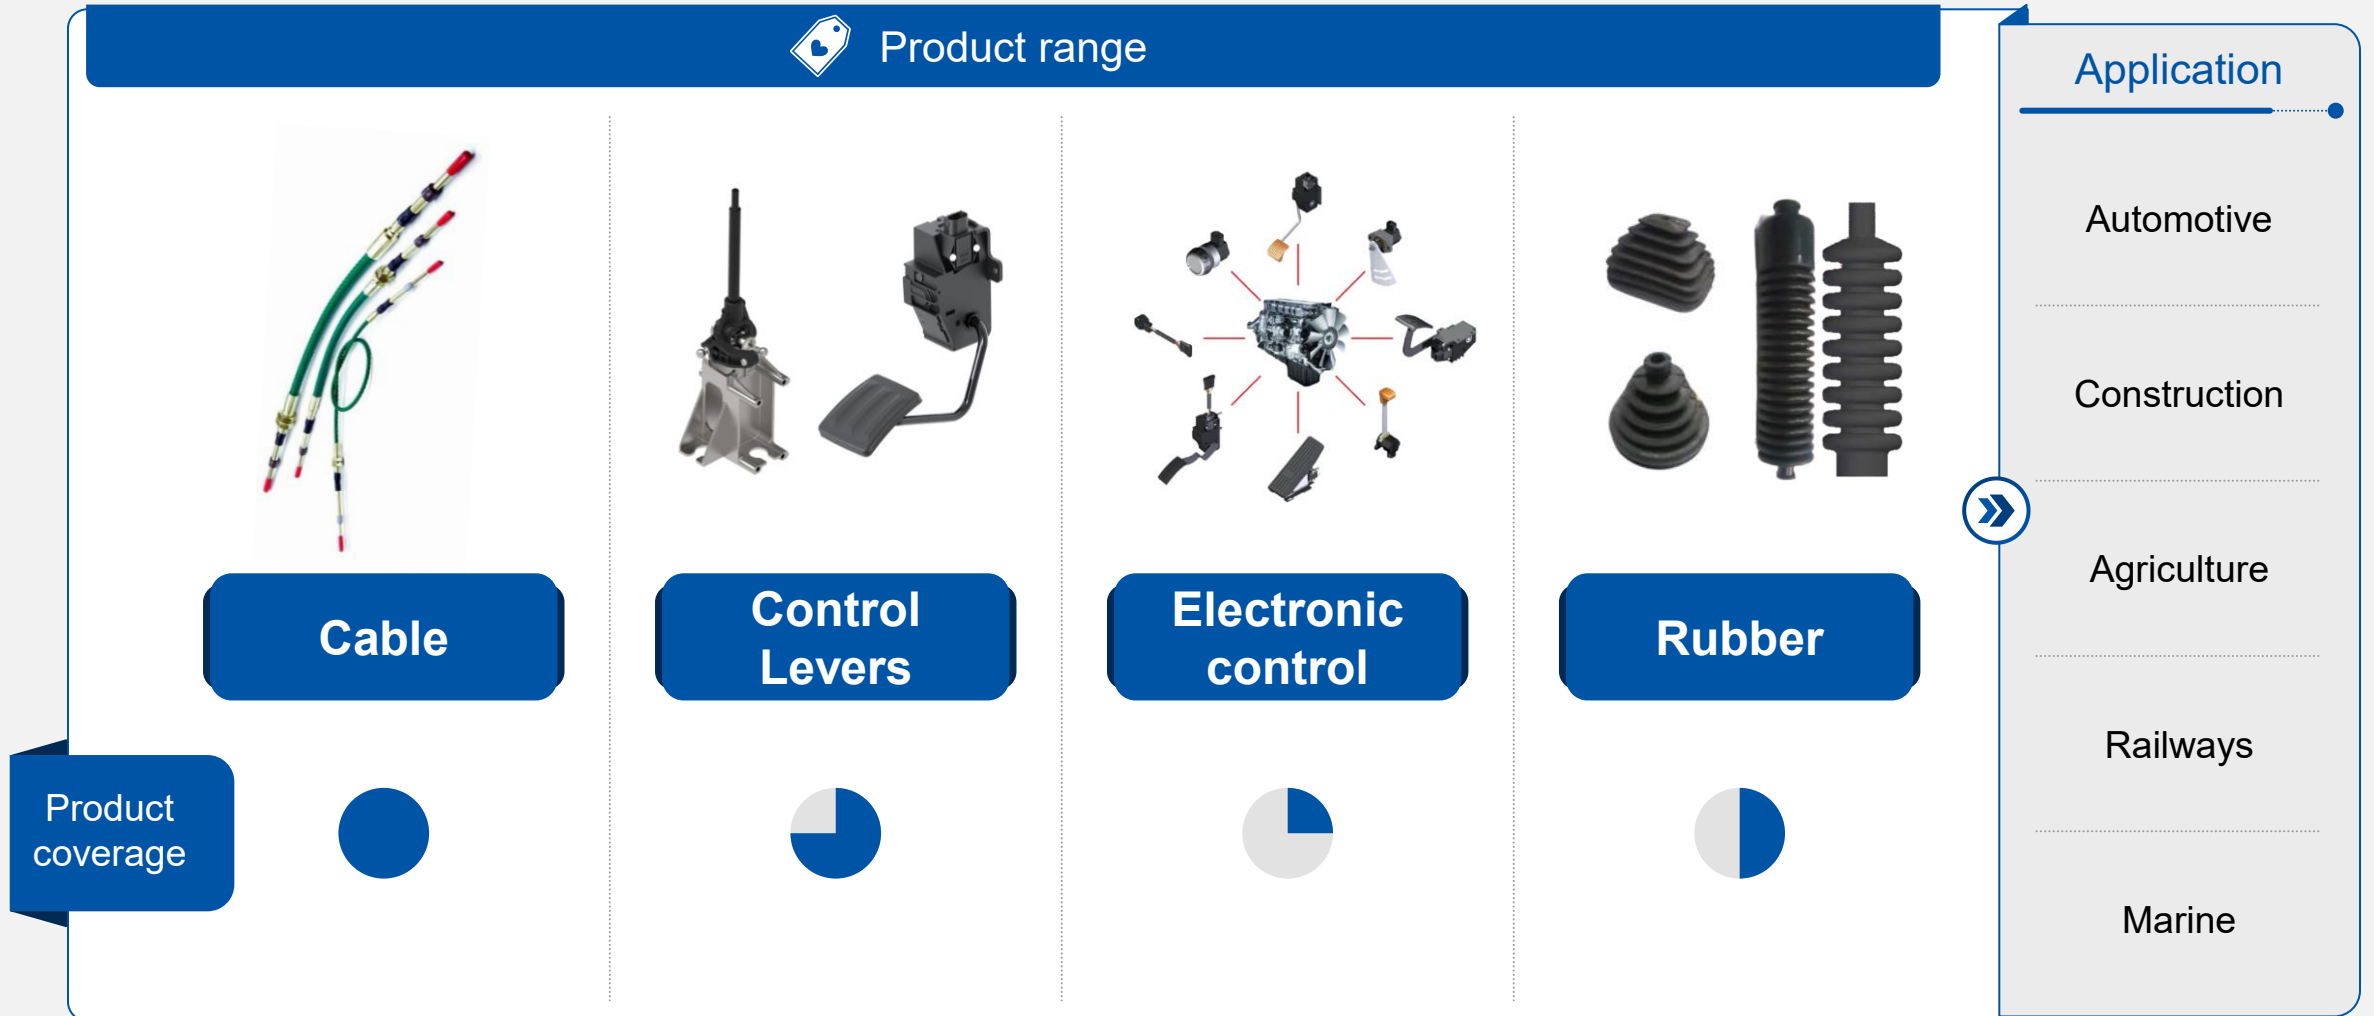 Product range
Application
Automotive
Construction
Agriculture
Railways
Marine
Cable
Control
Levers
Electronic
control
Rubber
Product
coverage